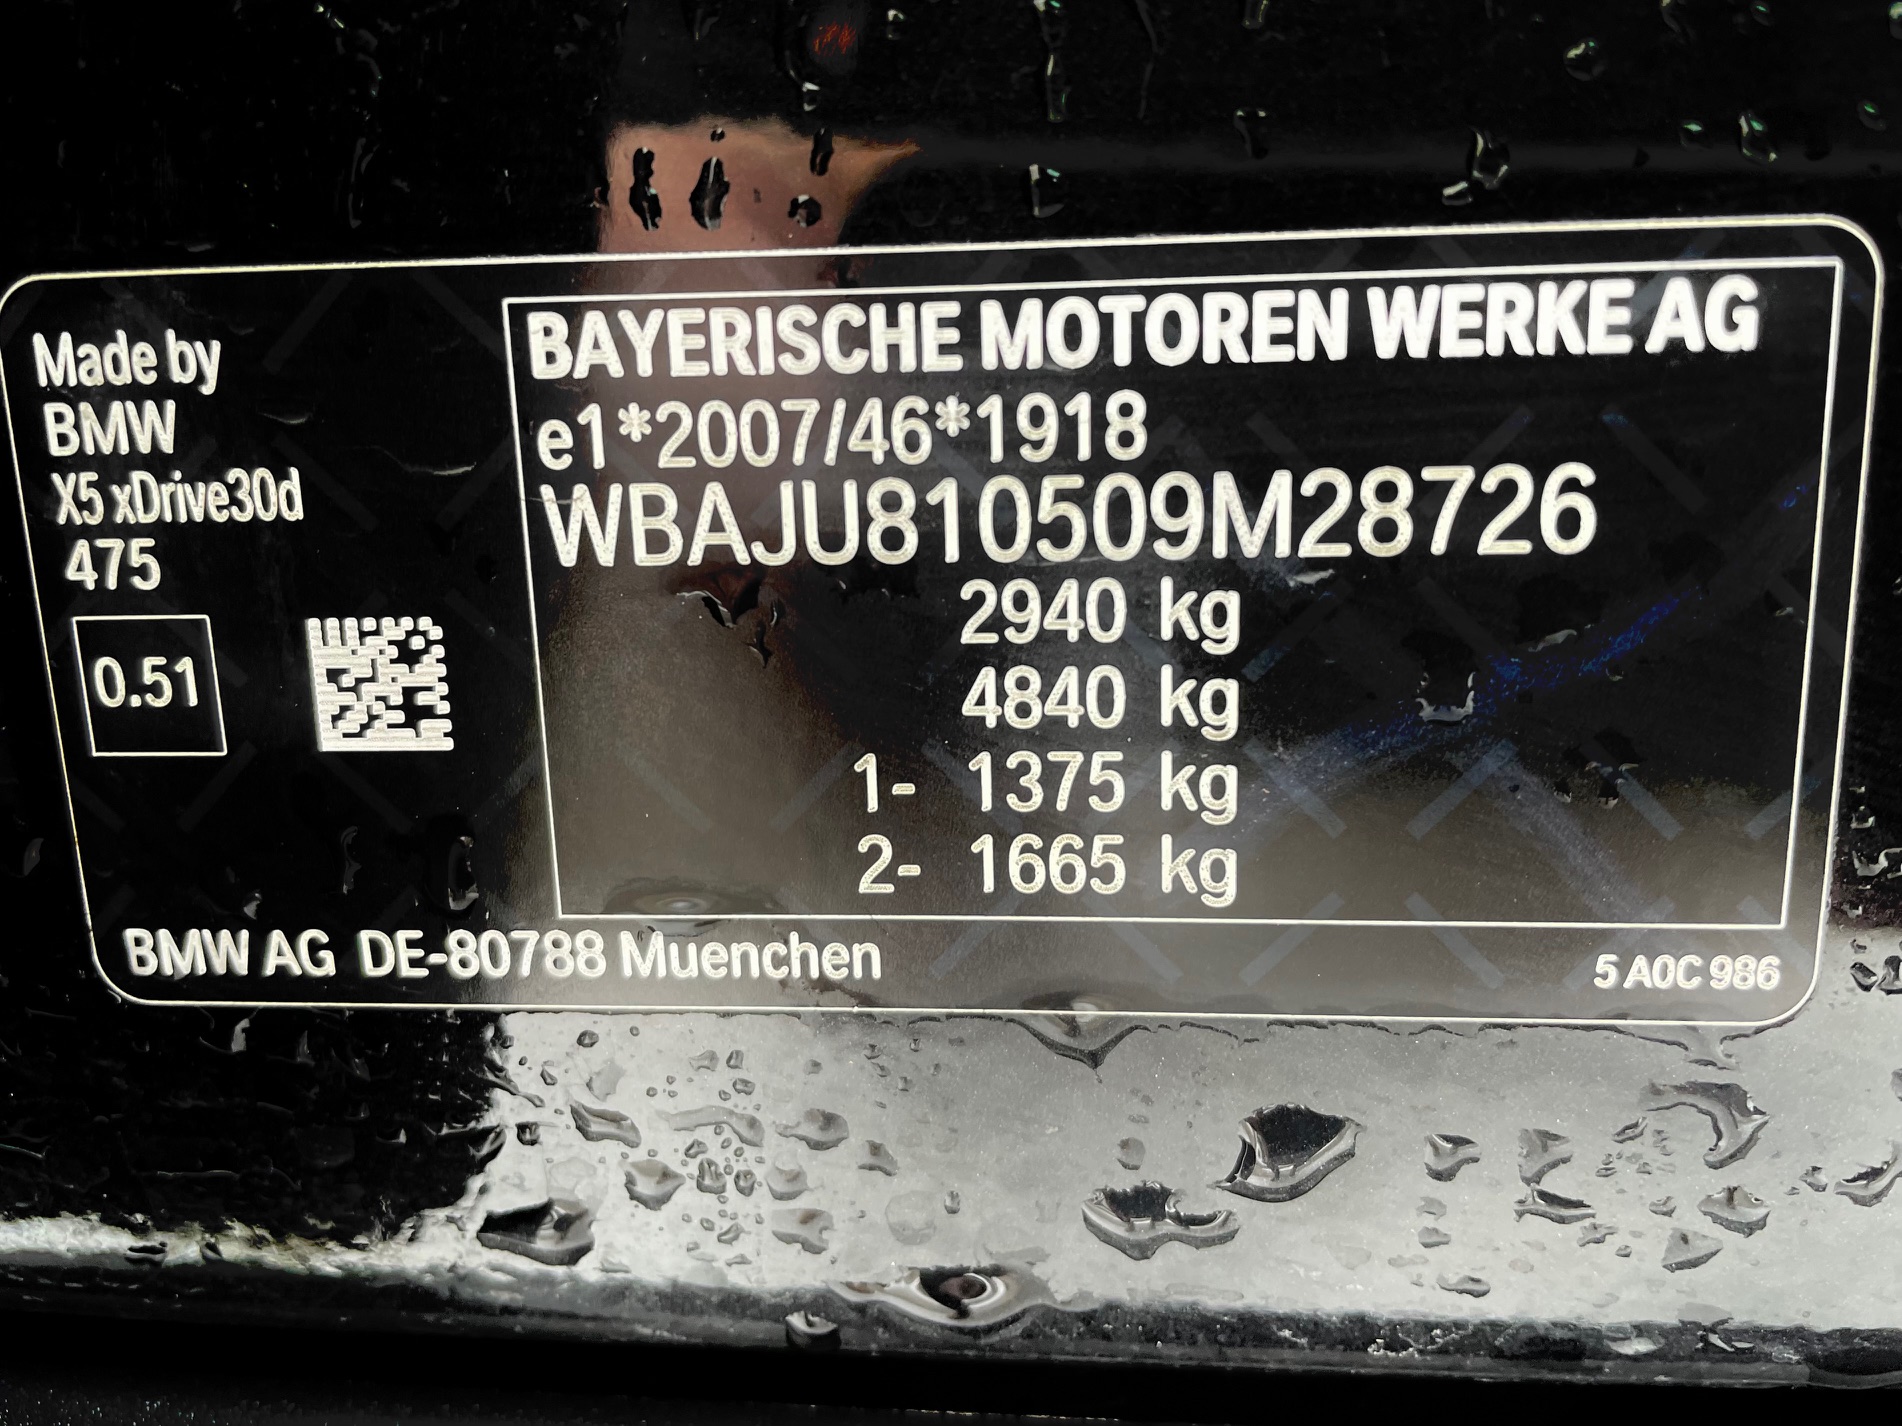 Made by
BMW
X5 xDrive30d
475
0.51
BAYERISCHE MOTOREN WERKE AG
e1*2007/46*1918
WBAJU810509M28726
2940 kg
4840 kg
1- 1375 kg
2- 1665 kg
BMW AG DE-80788 Muenchen
5 A0C 986